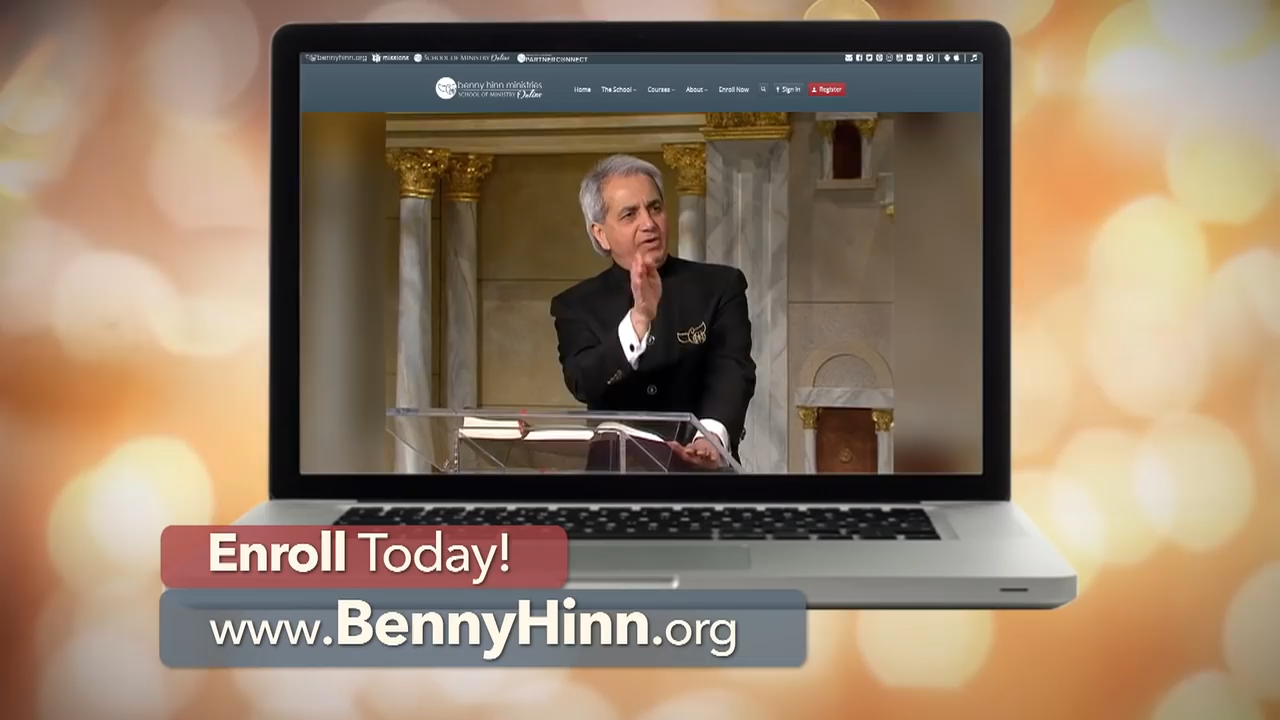 bennyhinn.org missions SCHOOL OF MINISTRY Online PARTNERCONNECT
benny hinn ministries
SCHOOL OF MINISTRY Online
Home The School Courses About Enroll Now Sign In Register
Enroll Today!
www.BennyHinn.org